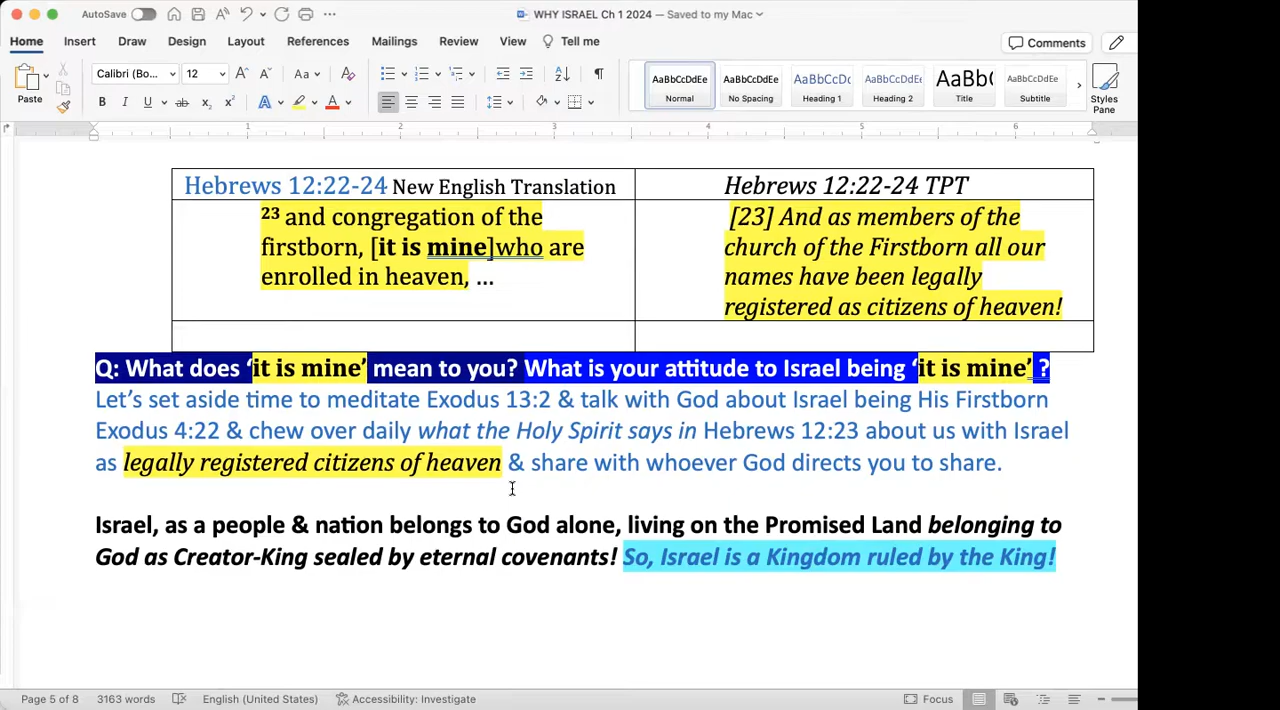 AutoSave
WHY ISRAEL Ch 1 2024 — Saved to my Mac
Home Insert Draw Design Layout References Mailings Review View Tell me Comments
Paste
Calibri (Bo... 12 A A Aa A
B I U ab x₂ x² A A
AaBbCcDdEe AaBbCcDdEe AaBbCcDc AaBbCcDdEe AaBb( AaBbCcDdEe
Normal No Spacing Heading 1 Heading 2 Title Subtitle
Styles
Pane
1 2 3 4 5 6
Hebrews 12:22-24 New English Translation
²³ and congregation of the
firstborn, [it is mine]who are
enrolled in heaven, ...
Hebrews 12:22-24 TPT
[23] And as members of the
church of the Firstborn all our
names have been legally
registered as citizens of heaven!
Q: What does ‘it is mine’ mean to you? What is your attitude to Israel being ‘it is mine’ ?
Let’s set aside time to meditate Exodus 13:2 & talk with God about Israel being His Firstborn
Exodus 4:22 & chew over daily what the Holy Spirit says in Hebrews 12:23 about us with Israel
as legally registered citizens of heaven & share with whoever God directs you to share.
Israel, as a people & nation belongs to God alone, living on the Promised Land belonging to
God as Creator-King sealed by eternal covenants! So, Israel is a Kingdom ruled by the King!
Page 5 of 8 3163 words English (United States) Accessibility: Investigate Focus